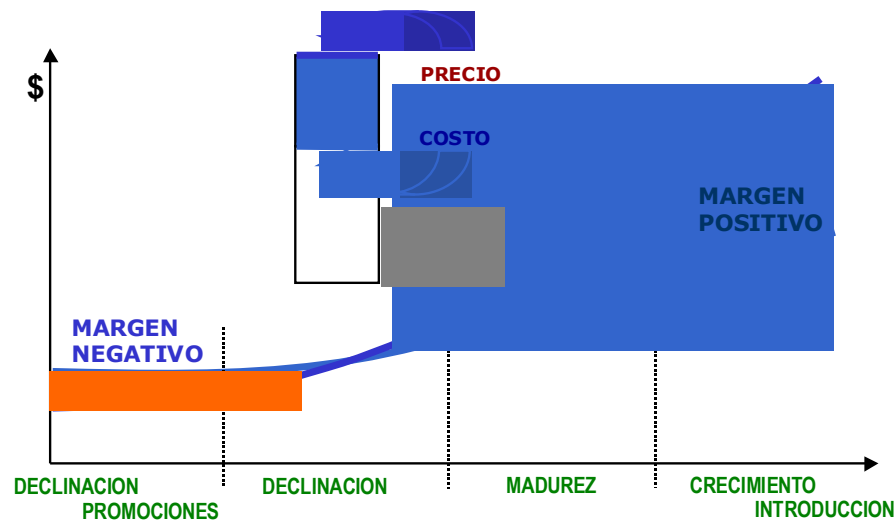 $
PRECIO
COSTO
MARGEN
POSITIVO
MARGEN
NEGATIVO
DECLINACION
PROMOCIONES
DECLINACION
MADUREZ
CRECIMIENTO
INTRODUCCION